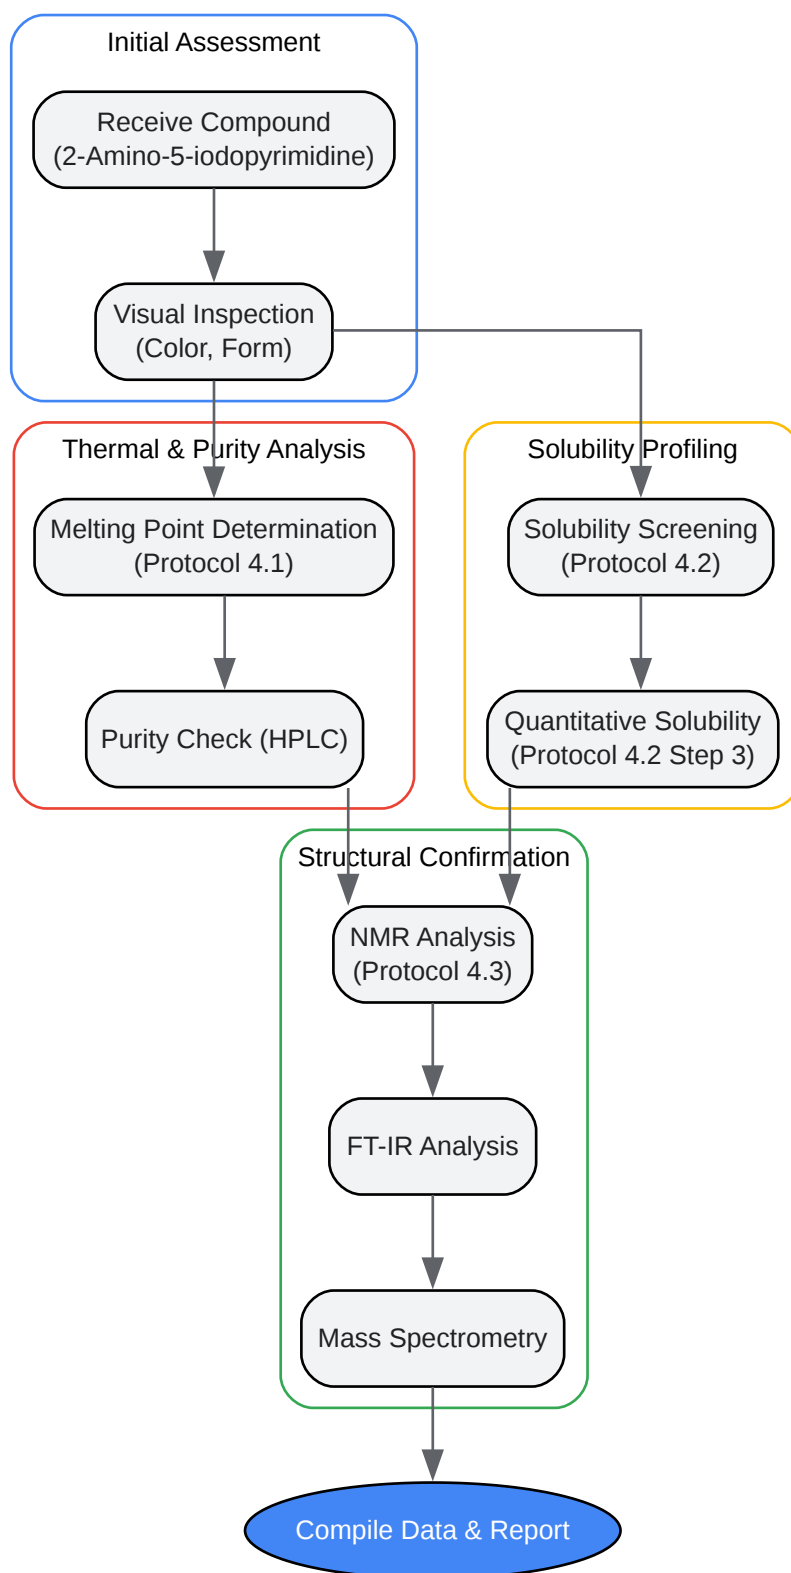 Initial Assessment
Receive Compound
(2-Amino-5-iodopyrimidine)
Visual Inspection
(Color, Form)
Thermal & Purity Analysis
Melting Point Determination
(Protocol 4.1)
Purity Check (HPLC)
Solubility Profiling
Solubility Screening
(Protocol 4.2)
Quantitative Solubility
(Protocol 4.2 Step 3)
Structural Confirmation
NMR Analysis
(Protocol 4.3)
FT-IR Analysis
Mass Spectrometry
Compile Data & Report